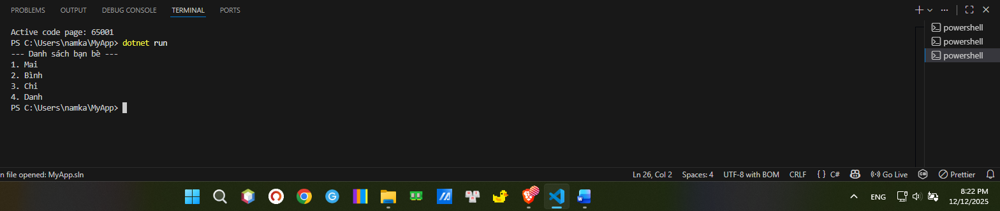 PROBLEMS OUTPUT DEBUG CONSOLE TERMINAL PORTS
Active code page: 65001
PS C:\Users\namka\MyApp> dotnet run
--- Danh sách bạn bè ---
1. Mai
2. Bình
3. Chi
4. Danh
PS C:\Users\namka\MyApp>
powershell
powershell
powershell
n file opened: MyApp.sln
Ln 26, Col 2 Spaces: 4 UTF-8 with BOM CRLF { } C# Go Live C# Prettier
ENG
8:22 PM
12/12/2025